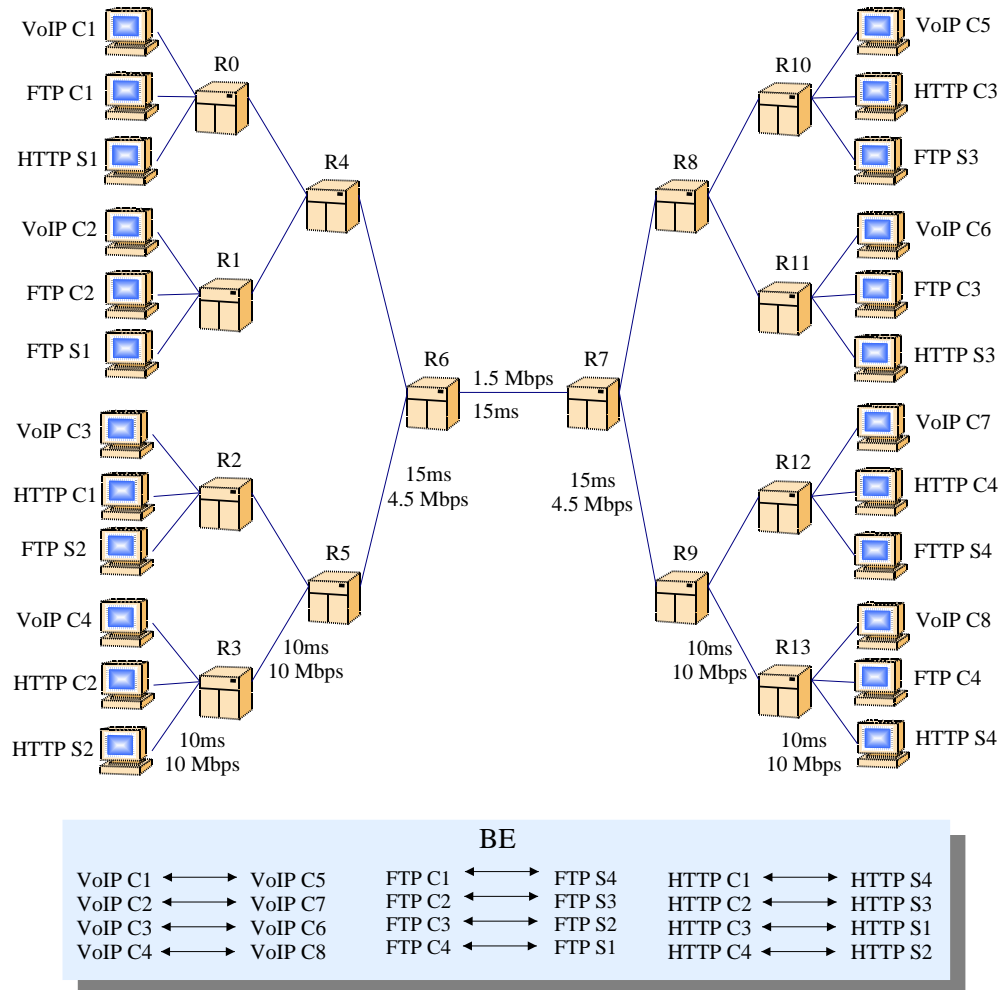 VoIP C1
FTP C1
HTTP S1
R0
VoIP C2
FTP C2
FTP S1
R1
R4
VoIP C3
HTTP C1
FTP S2
R2
VoIP C4
HTTP C2
HTTP S2
R3
R5
10ms
10 Mbps
10ms
10 Mbps
R6
15ms
4.5 Mbps
1.5 Mbps
15ms
R7
15ms
4.5 Mbps
R8
R9
10ms
10 Mbps
R10
VoIP C5
HTTP C3
FTP S3
R11
VoIP C6
FTP C3
HTTP S3
R12
VoIP C7
HTTP C4
FTTP S4
R13
VoIP C8
FTP C4
HTTP S4
10ms
10 Mbps
BE
VoIP C1 VoIP C5
VoIP C2 VoIP C7
VoIP C3 VoIP C6
VoIP C4 VoIP C8
FTP C1 FTP S4
FTP C2 FTP S3
FTP C3 FTP S2
FTP C4 FTP S1
HTTP C1 HTTP S4
HTTP C2 HTTP S3
HTTP C3 HTTP S1
HTTP C4 HTTP S2